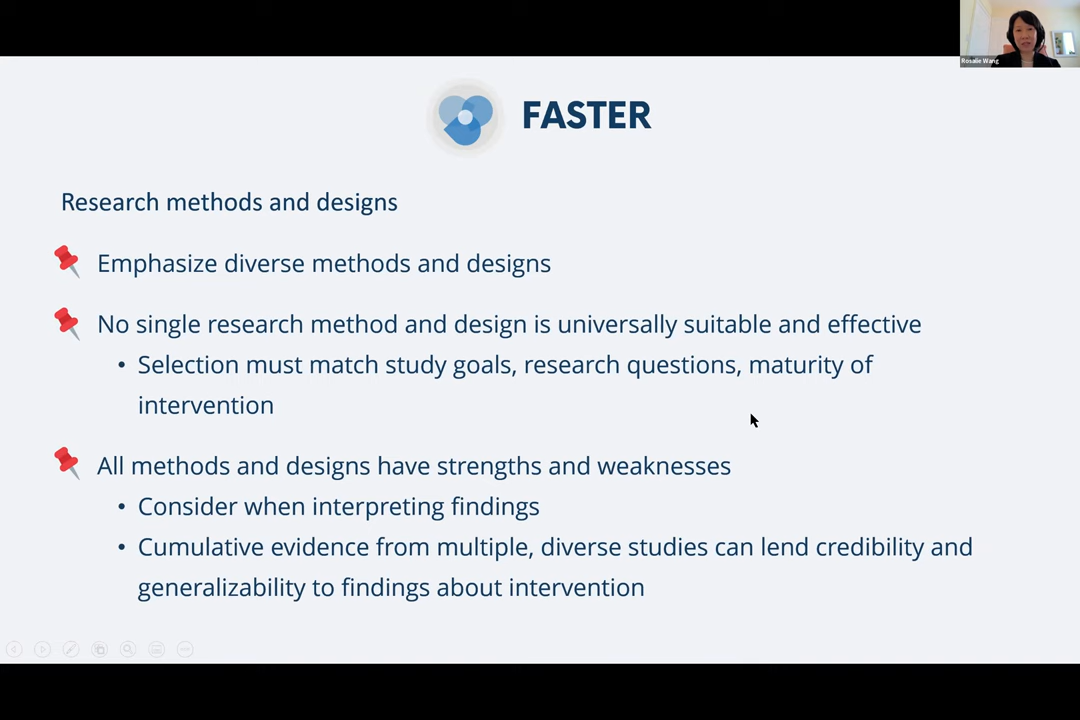 Rosalie Wang
FASTER
Research methods and designs
Emphasize diverse methods and designs
No single research method and design is universally suitable and effective
• Selection must match study goals, research questions, maturity of
intervention
All methods and designs have strengths and weaknesses
• Consider when interpreting findings
• Cumulative evidence from multiple, diverse studies can lend credibility and
generalizability to findings about intervention